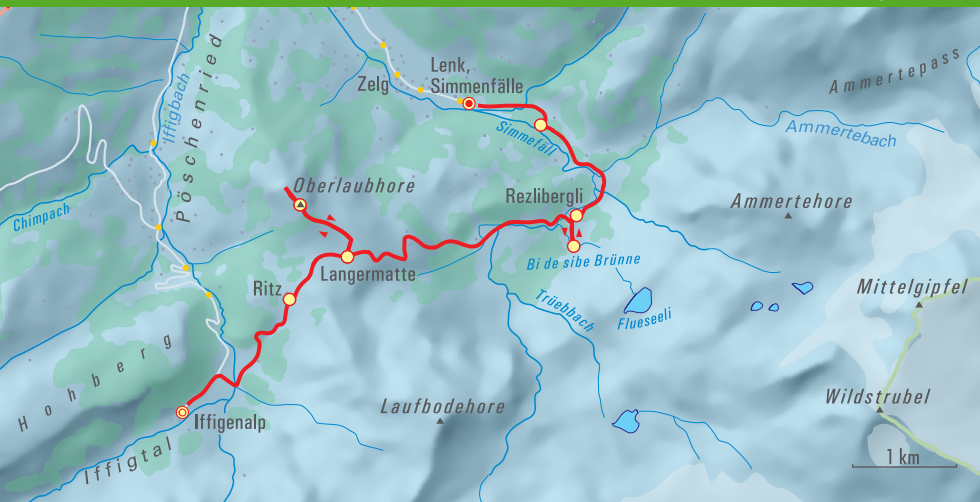 Pöschenried
Iffigbach
Zelg
Lenk,
Simmenfälle
Simmefäll
Ammertepass
Ammertebach
Chimpach
Oberlaubhore
Rezlibergli
Ammertehore
Langermatte
Bi de sibe Brünne
Ritz
Trüebbach
Flueseeli
Mittelgipfel
Hohberg
Laufbodehore
Wildstrubel
Iffigenalp
Iffigtal
1 km